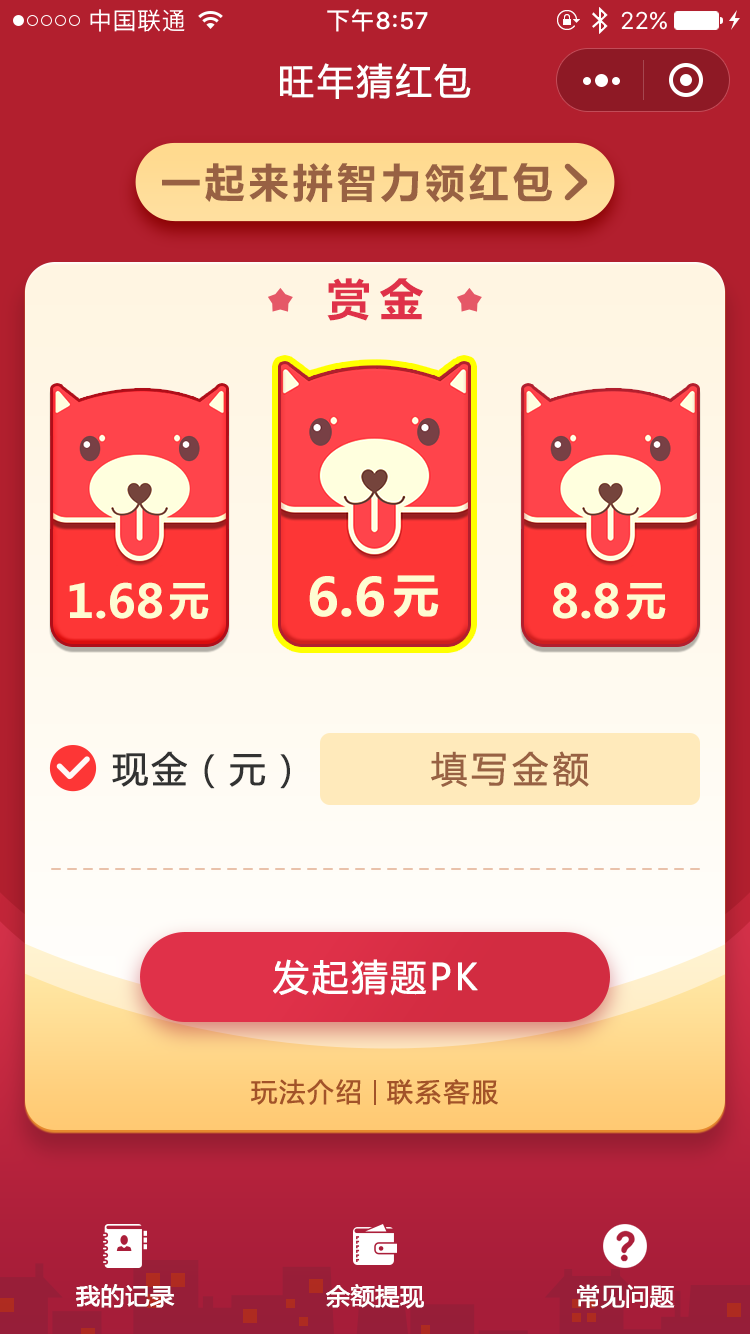 中国联通 下午8:57 22%
旺年猜红包
一起来拼智力领红包
赏金
1.68元 6.6元 8.8元
现金（元） 填写金额
发起猜题PK
玩法介绍 | 联系客服
我的记录 余额提现 常见问题